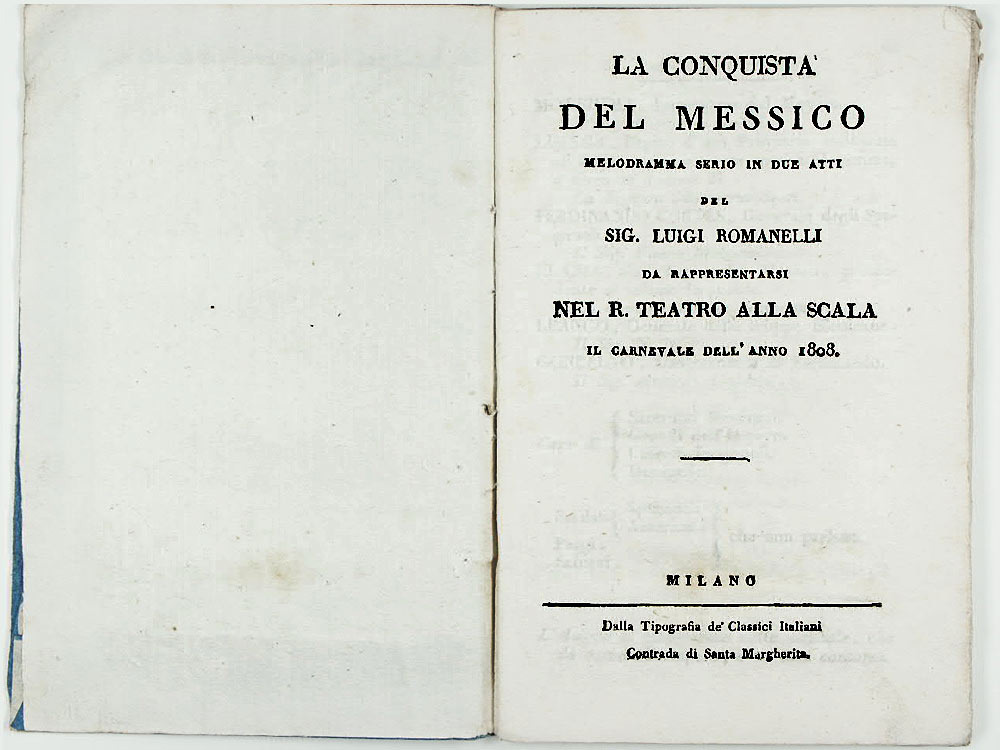 LA CONQUISTA'
DEL MESSICO
MELODRAMMA SERIO IN DUE ATTI
DEL
SIG. LUIGI ROMANELLI
DA RAPPRESENTARSI
NEL R. TEATRO ALLA SCALA
IL CARNEVALE DELL' ANNO 1808.
MILANO
Dalla Tipografia de' Classici Italiani
Contrada di Santa Margherita.